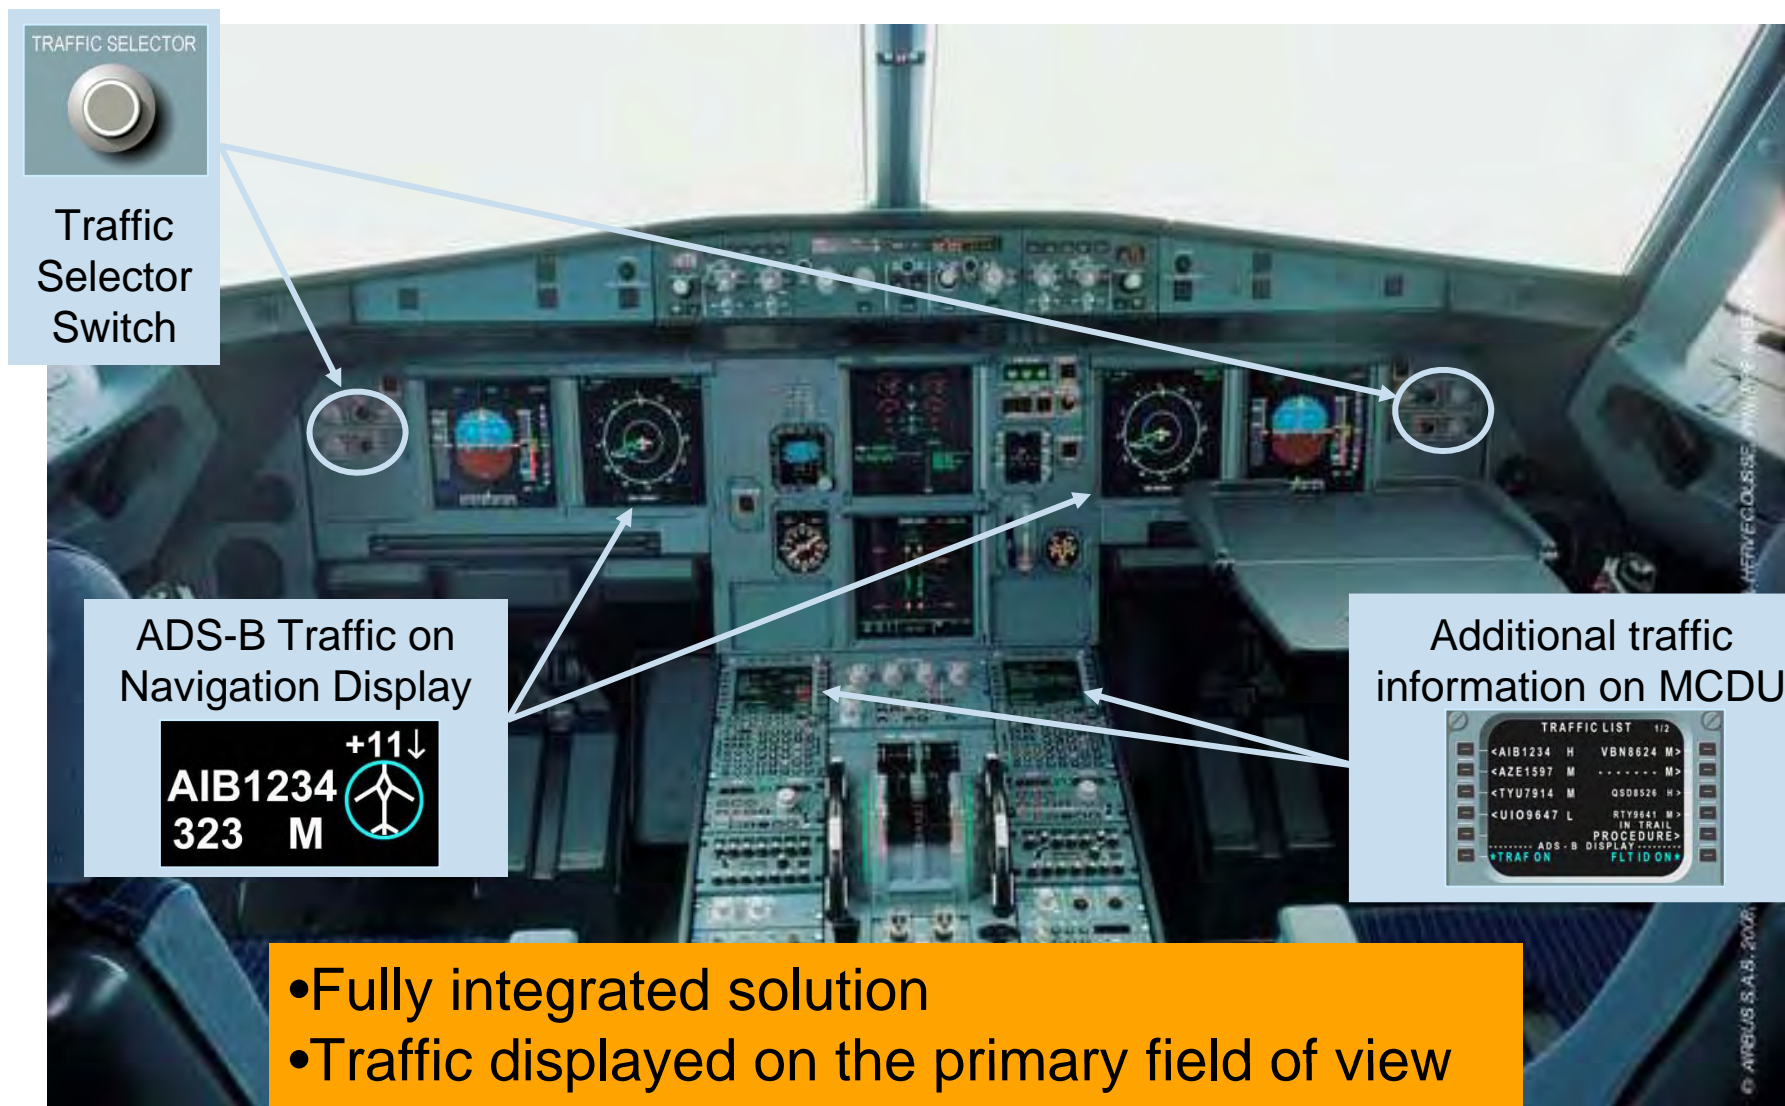 TRAFFIC SELECTOR
Traffic
Selector
Switch
ADS-B Traffic on
Navigation Display
+11↓
AIB1234
323 M
Additional traffic
information on MCDU
TRAFFIC LIST 1/2
<AIB1234 H VBN8624 M>
<AZE1597 M ------- M>
<TYU7914 M QSD8526 H>
<UIO9647 L RTY9641 M>
IN TRAIL
PROCEDURE>
-------- ADS-B DISPLAY --------
*TRAF ON FLT ID ON*
•Fully integrated solution
•Traffic displayed on the primary field of view
© AIRBUS S.A.S. 2006